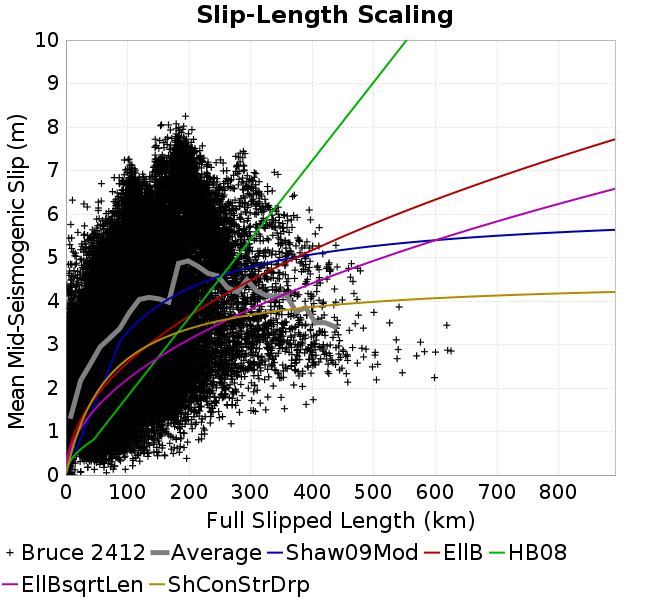 Slip-Length Scaling
Mean Mid-Seismogenic Slip (m)
10
9
8
7
6
5
4
3
2
1
0
0 100 200 300 400 500 600 700 800
Full Slipped Length (km)
Bruce 2412 Average Shaw09Mod EllB HB08
EllBsqrtLen ShConStrDrp